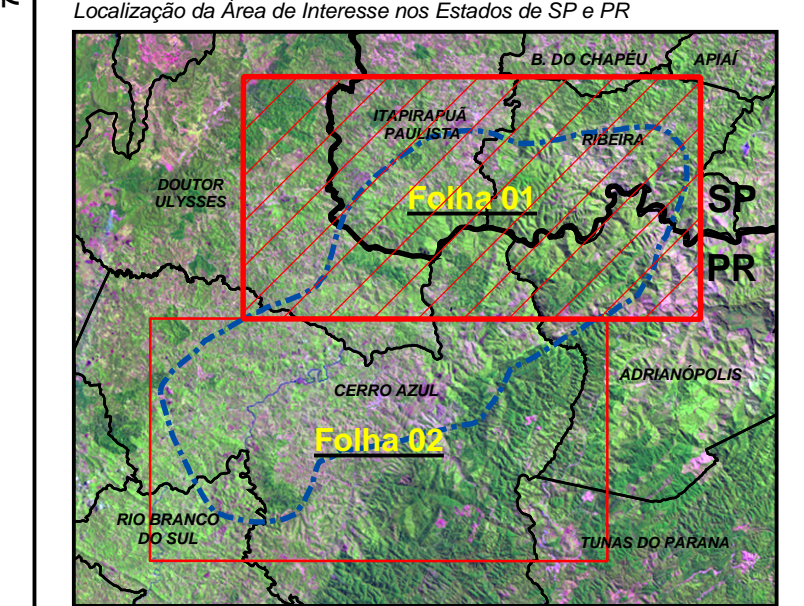 Localização da Área de Interesse nos Estados de SP e PR
B. DO CHAPÉU
APIAÍ
ITAPIRAPUÃ
PAULISTA
RIBEIRA
DOUTOR
ULYSSES
Folha 01
SP
PR
ADRIANÓPOLIS
CERRO AZUL
Folha 02
RIO BRANCO
DO SUL
TUNAS DO PARANA